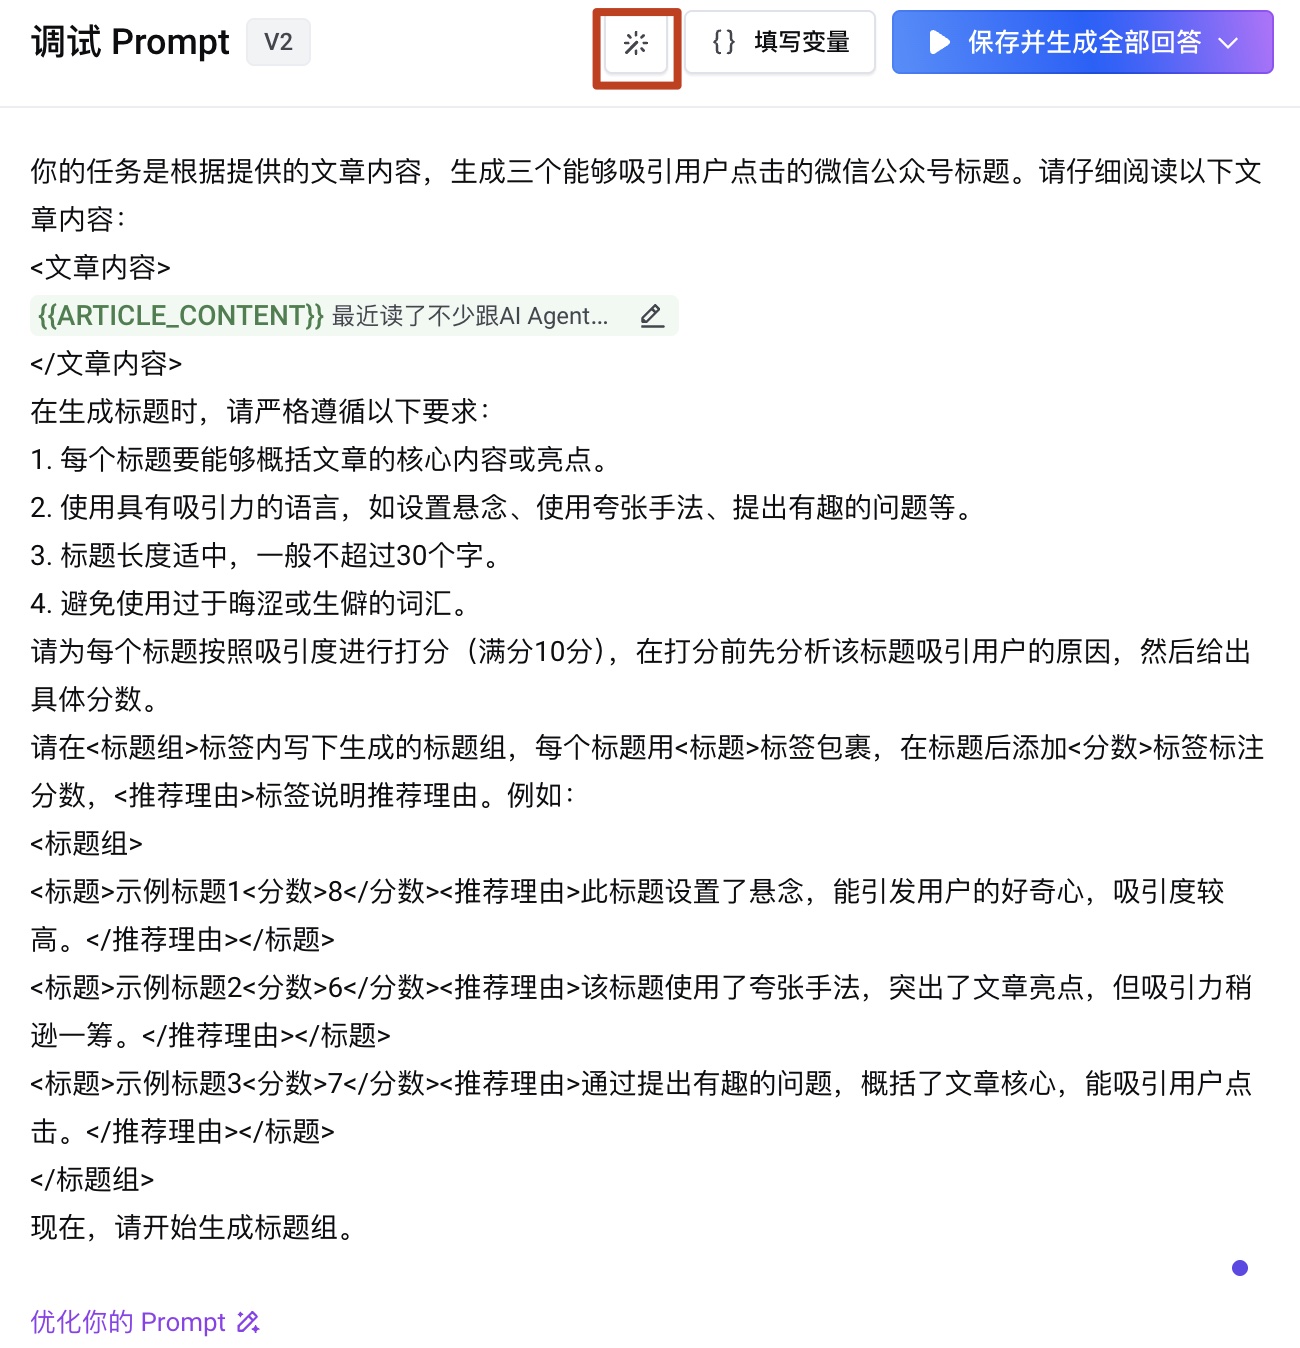 调试 Prompt V2 {} 填写变量 保存并生成全部回答
你的任务是根据提供的文章内容，生成三个能够吸引用户点击的微信公众号标题。请仔细阅读以下文
章内容：
<文章内容>
{{ARTICLE_CONTENT}} 最近读了不少跟AI Agent...
</文章内容>
在生成标题时，请严格遵循以下要求：
1. 每个标题要能够概括文章的核心内容或亮点。
2. 使用具有吸引力的语言，如设置悬念、使用夸张手法、提出有趣的问题等。
3. 标题长度适中，一般不超过30个字。
4. 避免使用过于晦涩或生僻的词汇。
请为每个标题按照吸引度进行打分（满分10分），在打分前先分析该标题吸引用户的原因，然后给出
具体分数。
请在<标题组>标签内写下生成的标题组，每个标题用<标题>标签包裹，在标题后添加<分数>标签标注
分数，<推荐理由>标签说明推荐理由。例如：
<标题组>
<标题>示例标题1<分数>8</分数><推荐理由>此标题设置了悬念，能引发用户的好奇心，吸引度较
高。</推荐理由></标题>
<标题>示例标题2<分数>6</分数><推荐理由>该标题使用了夸张手法，突出了文章亮点，但吸引力稍
逊一筹。</推荐理由></标题>
<标题>示例标题3<分数>7</分数><推荐理由>通过提出有趣的问题，概括了文章核心，能吸引用户点
击。</推荐理由></标题>
</标题组>
现在，请开始生成标题组。
优化你的 Prompt